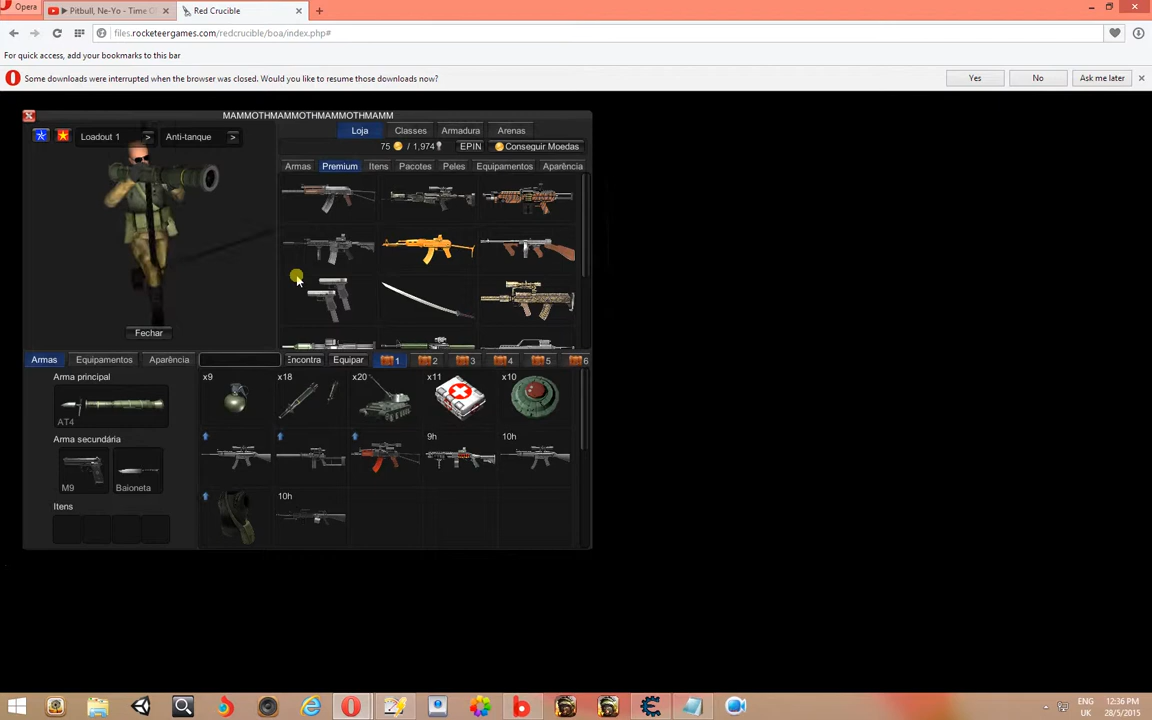 Opera
Pitbull, Ne-Yo - Time O
Red Crucible
files.rocketeergames.com/redcrucible/boa/index.php#
For quick access, add your bookmarks to this bar
Some downloads were interrupted when the browser was closed. Would you like to resume those downloads now?
Yes
No
Ask me later
MAMMOTHMAMMOTHMAMMOTHMAMM
Loadout 1 >
Anti-tanque >
Loja
Classes
Armadura
Arenas
75 / 1,974
EPIN
Conseguir Moedas
Armas
Premium
Itens
Pacotes
Peles
Equipamentos
Aparência
Fechar
Armas
Equipamentos
Aparência
Encontra
Equipar
1
2
3
4
5
6
Arma principal
AT4
Arma secundária
M9
Baioneta
Itens
x9
x18
x20
x11
x10
9h
10h
10h
ENG
UK
12:36 PM
28/5/2015